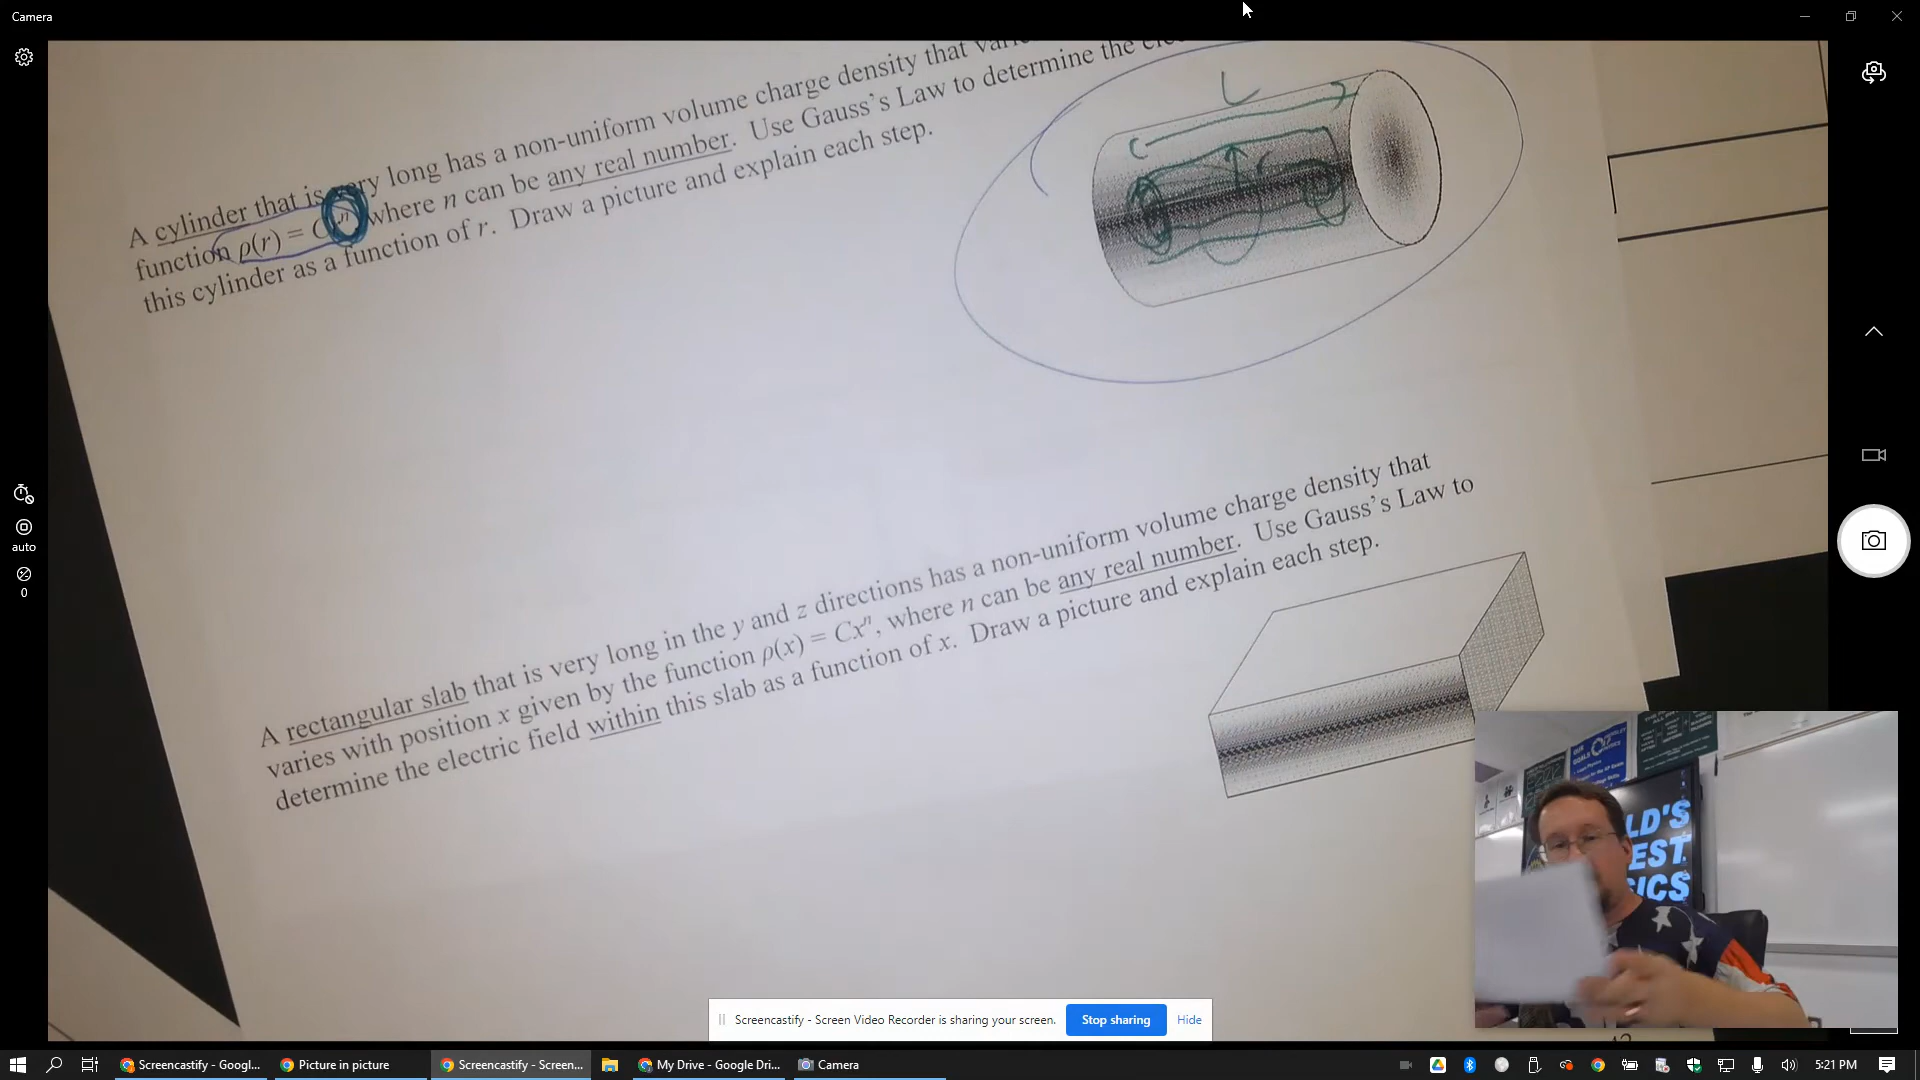 Camera
A cylinder that is very long has a non-uniform volume charge density that
function ρ(r) = C n where n can be any real number. Use Gauss's Law to determine the
this cylinder as a function of r. Draw a picture and explain each step.
L
r
A rectangular slab that is very long in the y and z directions has a non-uniform volume charge density that
varies with position x given by the function ρ(x) = Cxⁿ, where n can be any real number. Use Gauss's Law to
determine the electric field within this slab as a function of x. Draw a picture and explain each step.
auto
0
OUR
GOALS
LD'S
EST
SICS
Screencastify - Screen Video Recorder is sharing your screen.
Stop sharing
Hide
Screencastify - Googl...
Picture in picture
Screencastify - Screen...
My Drive - Google Dri...
Camera
5:21 PM